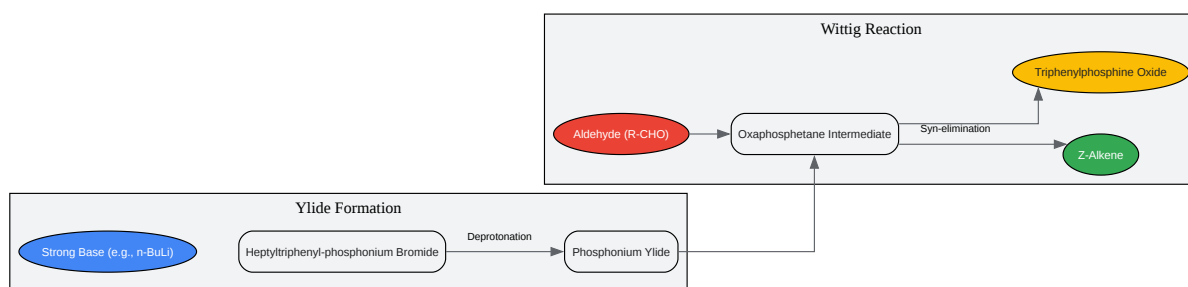 Wittig Reaction
Triphenylphosphine Oxide
Aldehyde (R-CHO)
Oxaphosphetane Intermediate
Syn-elimination
Z-Alkene
Ylide Formation
Strong Base (e.g., n-BuLi)
Heptyltriphenyl-phosphonium Bromide
Deprotonation
Phosphonium Ylide